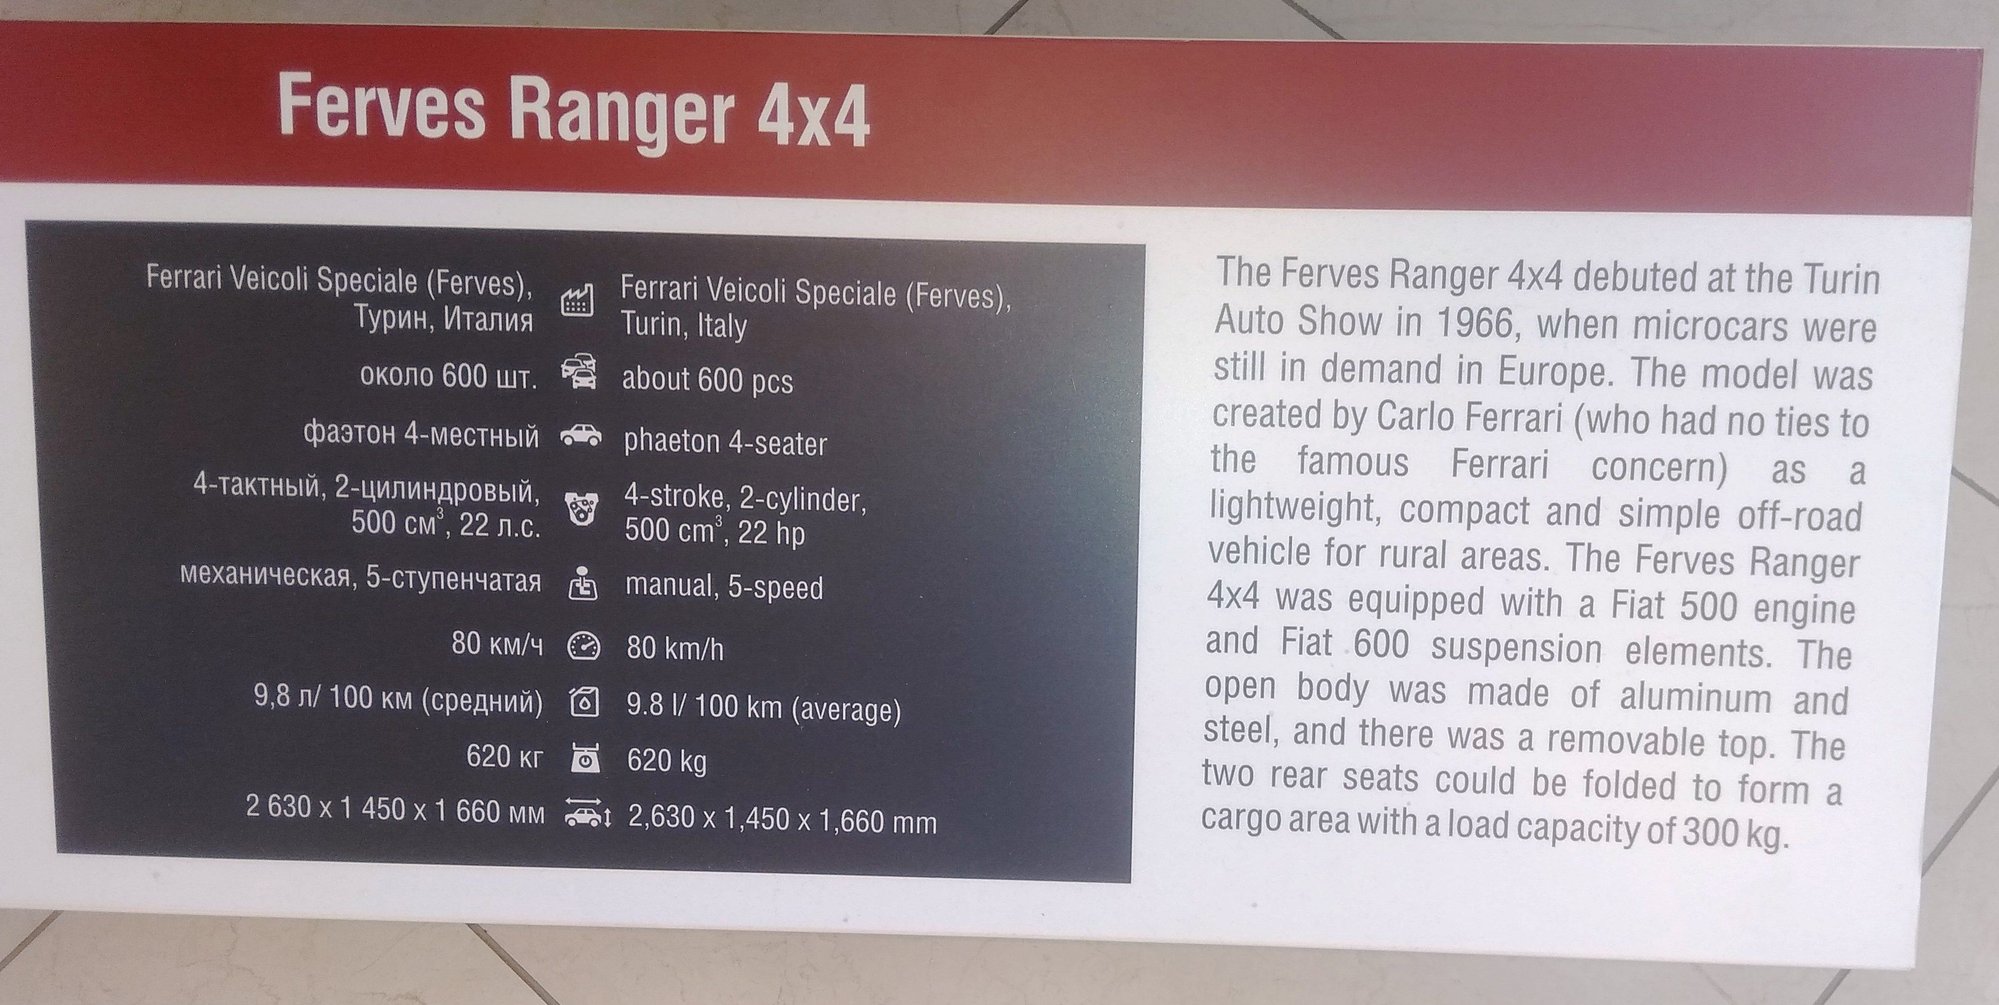 Ferves Ranger 4x4
Ferrari Veicoli Speciale (Ferves),
Турин, Италия
около 600 шт.
фаэтон 4-местный
4-тактный, 2-цилиндровый,
500 см³, 22 л.с.
механическая, 5-ступенчатая
80 км/ч
9,8 л/ 100 км (средний)
620 кг
2 630 x 1 450 x 1 660 мм
Ferrari Veicoli Speciale (Ferves),
Turin, Italy
about 600 pcs
phaeton 4-seater
4-stroke, 2-cylinder,
500 cm³, 22 hp
manual, 5-speed
80 km/h
9.8 l/ 100 km (average)
620 kg
2,630 x 1,450 x 1,660 mm
The Ferves Ranger 4x4 debuted at the Turin
Auto Show in 1966, when microcars were
still in demand in Europe. The model was
created by Carlo Ferrari (who had no ties to
the famous Ferrari concern) as a
lightweight, compact and simple off-road
vehicle for rural areas. The Ferves Ranger
4x4 was equipped with a Fiat 500 engine
and Fiat 600 suspension elements. The
open body was made of aluminum and
steel, and there was a removable top. The
two rear seats could be folded to form a
cargo area with a load capacity of 300 kg.